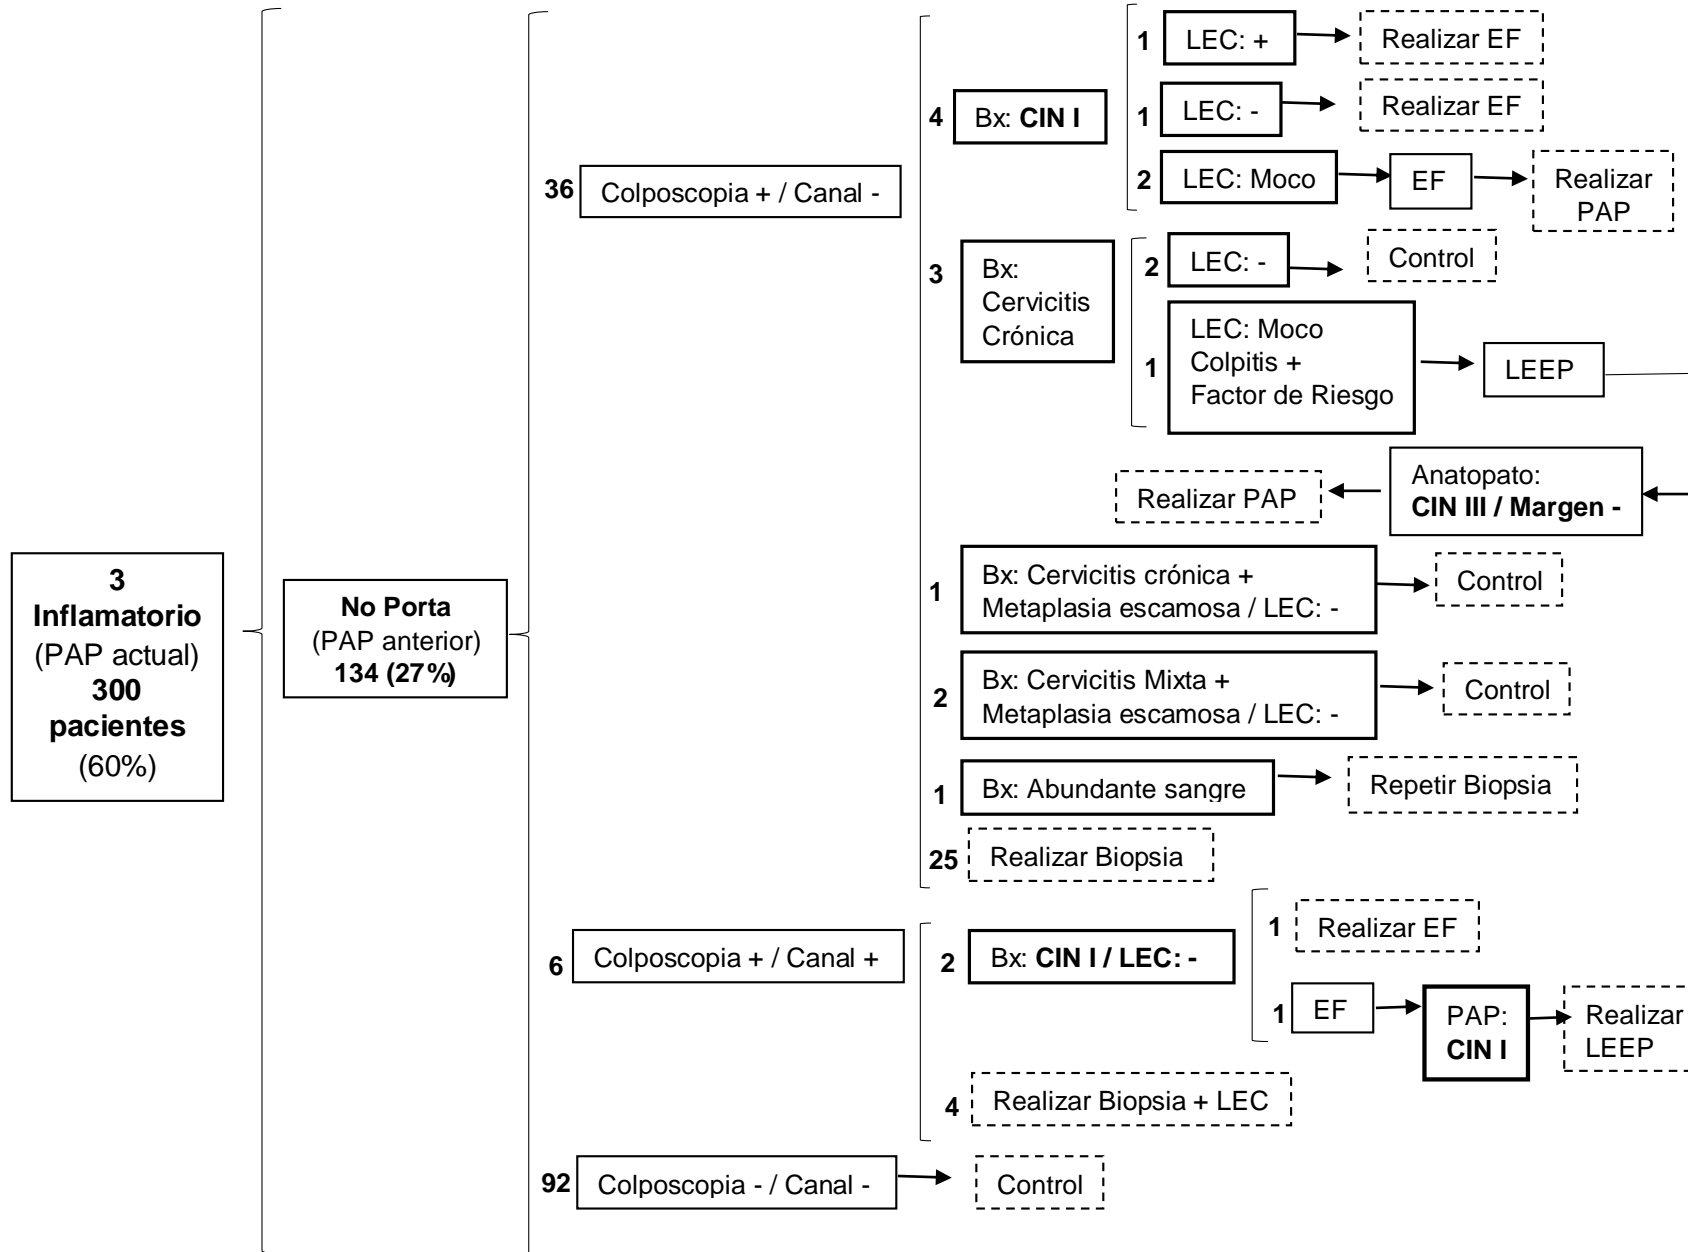 3
Inflamatorio
(PAP actual)
300
pacientes
(60%)
No Porta
(PAP anterior)
134 (27%)
36
Colposcopia + / Canal -
4
Bx: CIN I
1
LEC: +
Realizar EF
1
LEC: -
Realizar EF
2
LEC: Moco
EF
Realizar
PAP
3
Bx:
Cervicitis
Crónica
2
LEC: -
Control
1
LEC: Moco
Colpitis +
Factor de Riesgo
LEEP
Anatopato:
CIN III / Margen -
Realizar PAP
1
Bx: Cervicitis crónica +
Metaplasia escamosa / LEC: -
Control
2
Bx: Cervicitis Mixta +
Metaplasia escamosa / LEC: -
Control
1
Bx: Abundante sangre
Repetir Biopsia
25
Realizar Biopsia
6
Colposcopia + / Canal +
2
Bx: CIN I / LEC: -
1
Realizar EF
1
EF
PAP:
CIN I
Realizar
LEEP
4
Realizar Biopsia + LEC
92
Colposcopia - / Canal -
Control